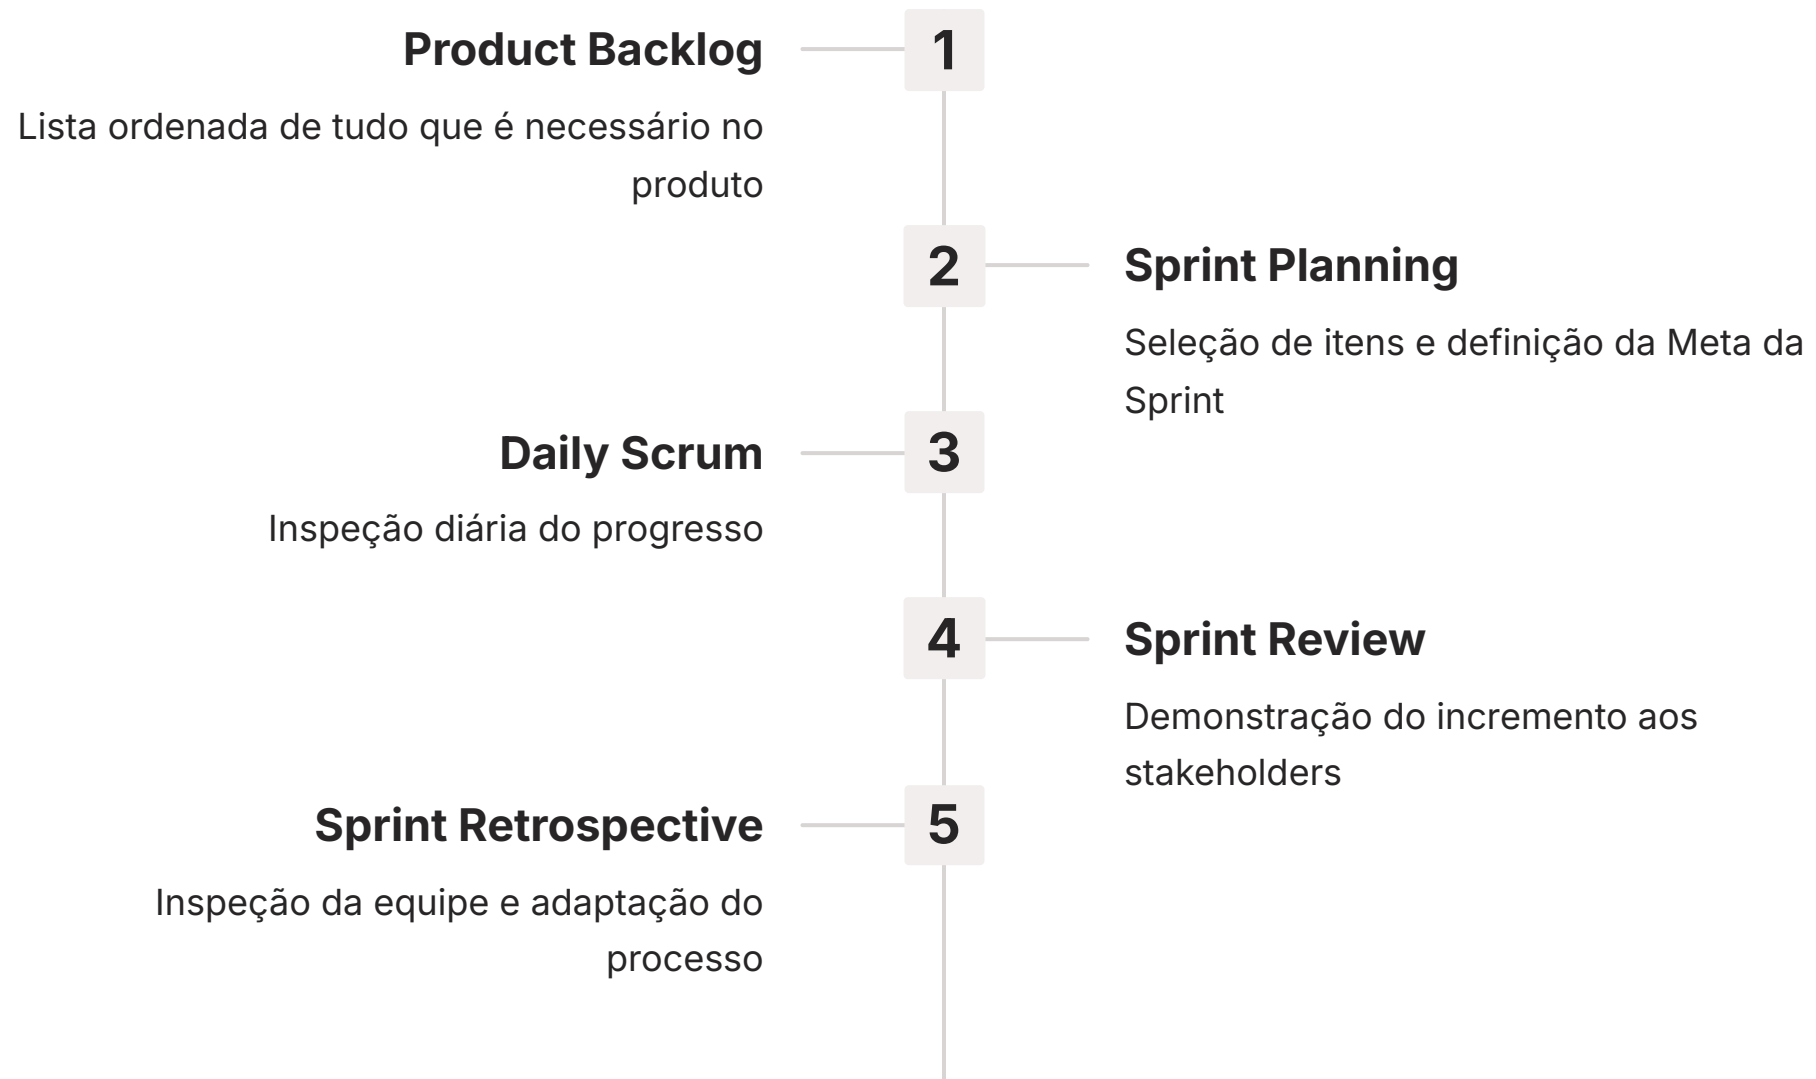 Product Backlog
1
Lista ordenada de tudo que é necessário no
produto
2
Sprint Planning
Seleção de itens e definição da Meta da
Sprint
Daily Scrum
3
Inspeção diária do progresso
4
Sprint Review
Demonstração do incremento aos
stakeholders
Sprint Retrospective
5
Inspeção da equipe e adaptação do
processo